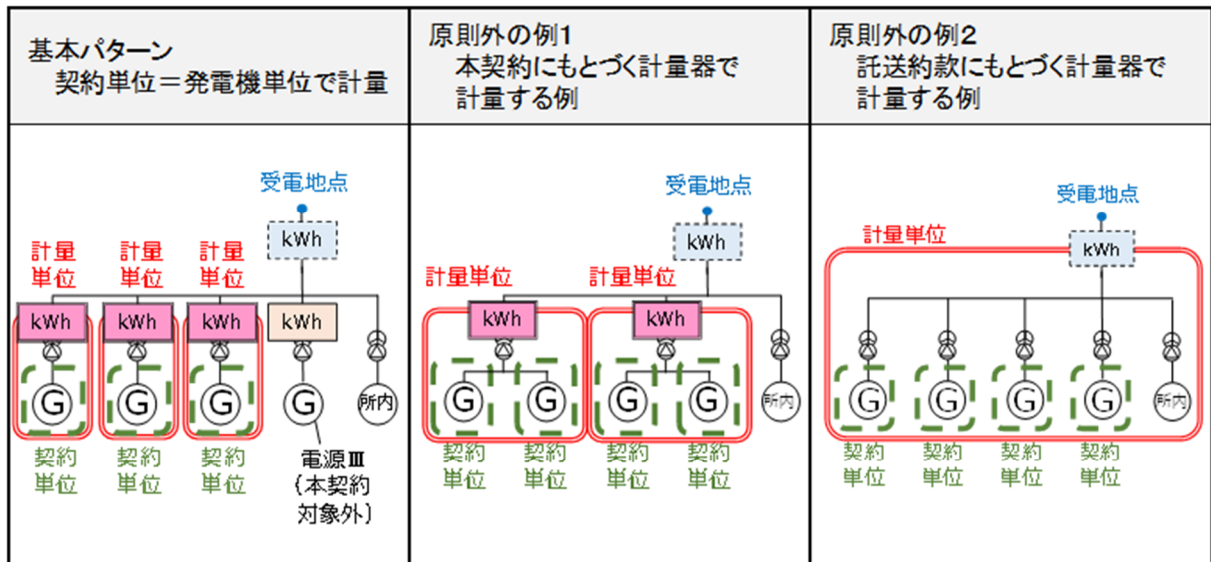 基本パターン
契約単位＝発電機単位で計量
原則外の例1
本契約にもとづく計量器で
計量する例
原則外の例2
託送約款にもとづく計量器で
計量する例
受電地点
kWh
計量
単位
計量
単位
計量
単位
kWh
kWh
kWh
kWh
G
G
G
G
所内
契約
単位
契約
単位
契約
単位
電源Ⅲ
（本契約
対象外）
受電地点
kWh
計量単位
計量単位
kWh
kWh
G
G
G
G
所内
契約
単位
契約
単位
契約
単位
契約
単位
受電地点
計量単位
kWh
G
G
G
G
所内
契約
単位
契約
単位
契約
単位
契約
単位